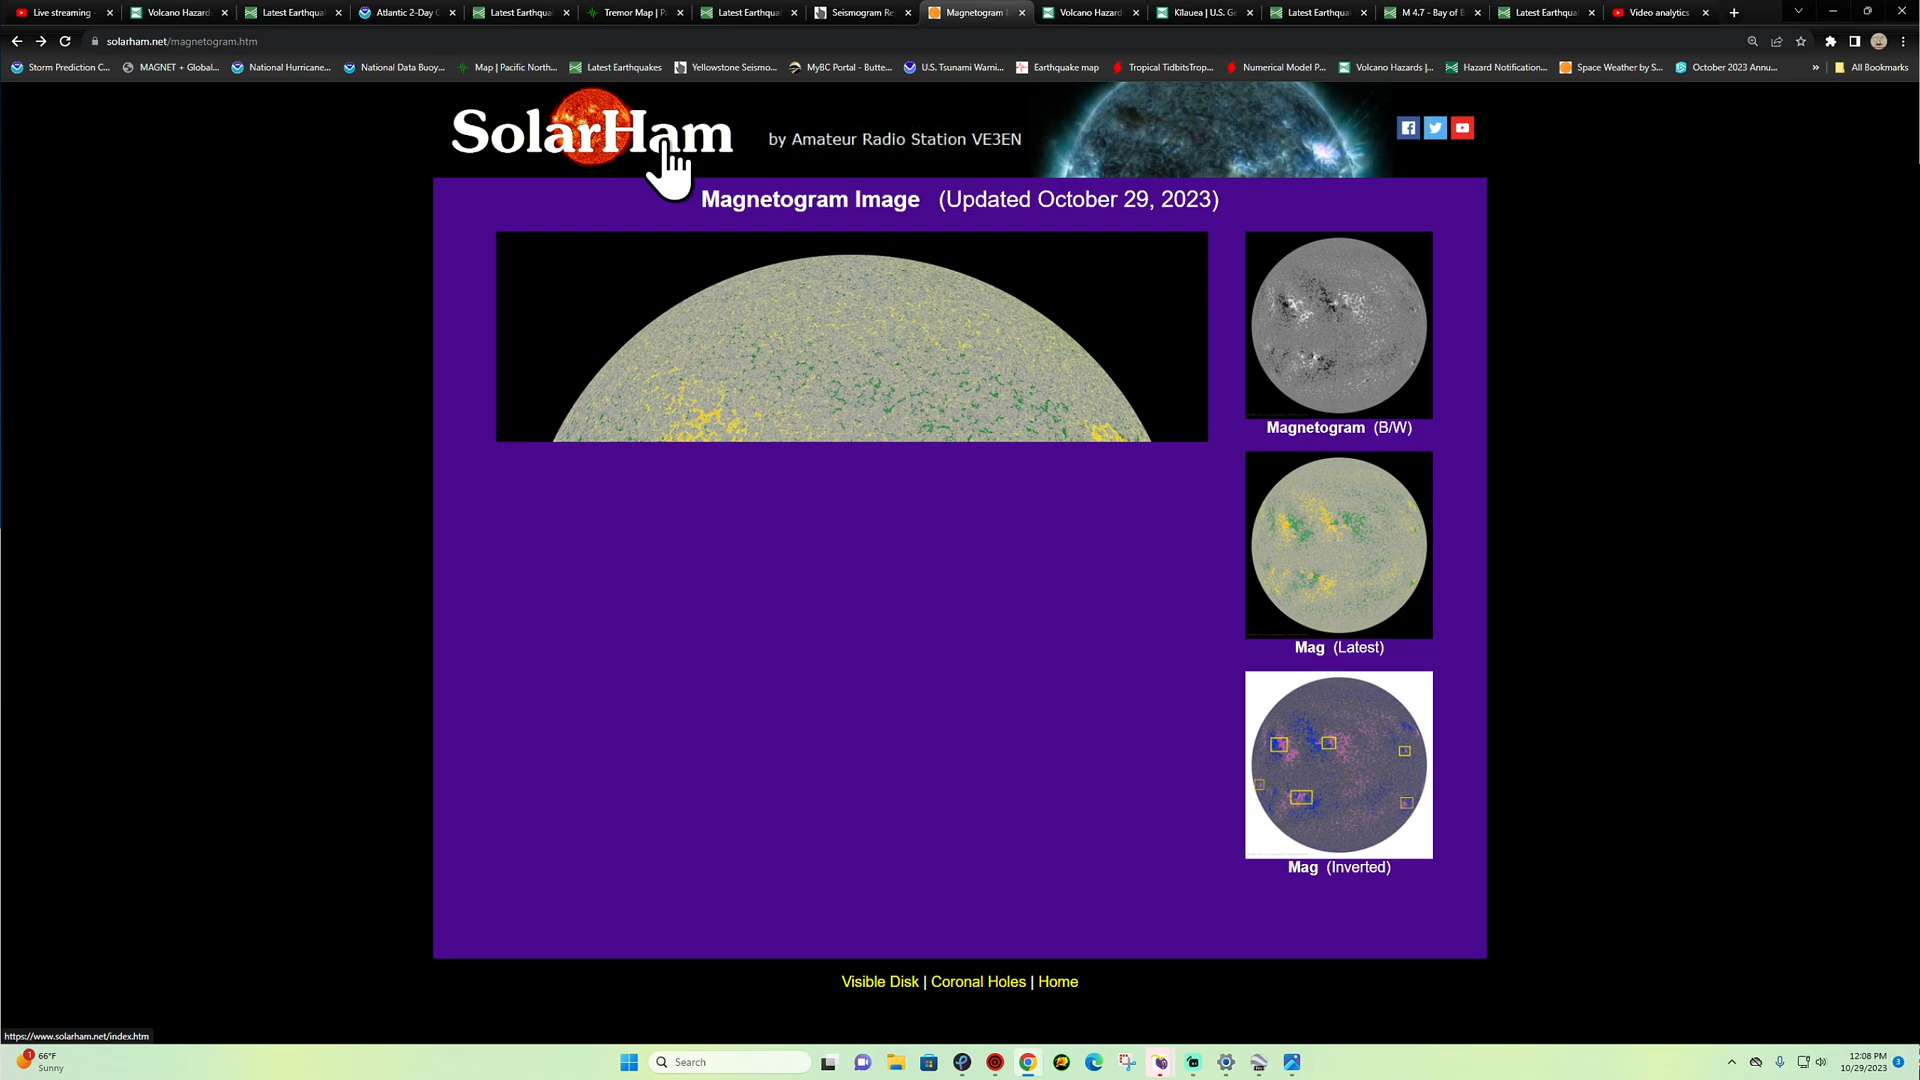 Live streaming
Volcano Hazard
Latest Earthqua
Atlantic 2-Day
Latest Earthqua
Tremor Map | P
Latest Earthqua
Seismogram Re
Magnetogram
Volcano Hazard
Kīlauea | U.S. Ge
Latest Earthqua
M 4.7 - Bay of B
Latest Earthqua
Video analytics
solarham.net/magnetogram.htm
Storm Prediction C...
MAGNET + Global...
National Hurricane...
National Data Buoy...
Map | Pacific North...
Latest Earthquakes
Yellowstone Seismo...
MyBC Portal - Butte...
U.S. Tsunami Warni...
Earthquake map
Tropical TidbitsTrop...
Numerical Model P...
Volcano Hazards |...
Hazard Notification...
Space Weather by S...
October 2023 Annu...
»
All Bookmarks
SolarHam
by Amateur Radio Station VE3EN
Magnetogram Image (Updated October 29, 2023)
Magnetogram (B/W)
Mag (Latest)
Mag (Inverted)
Visible Disk | Coronal Holes | Home
https://www.solarham.net/index.htm
1
66°F
Sunny
Search
12:08 PM
10/29/2023
3